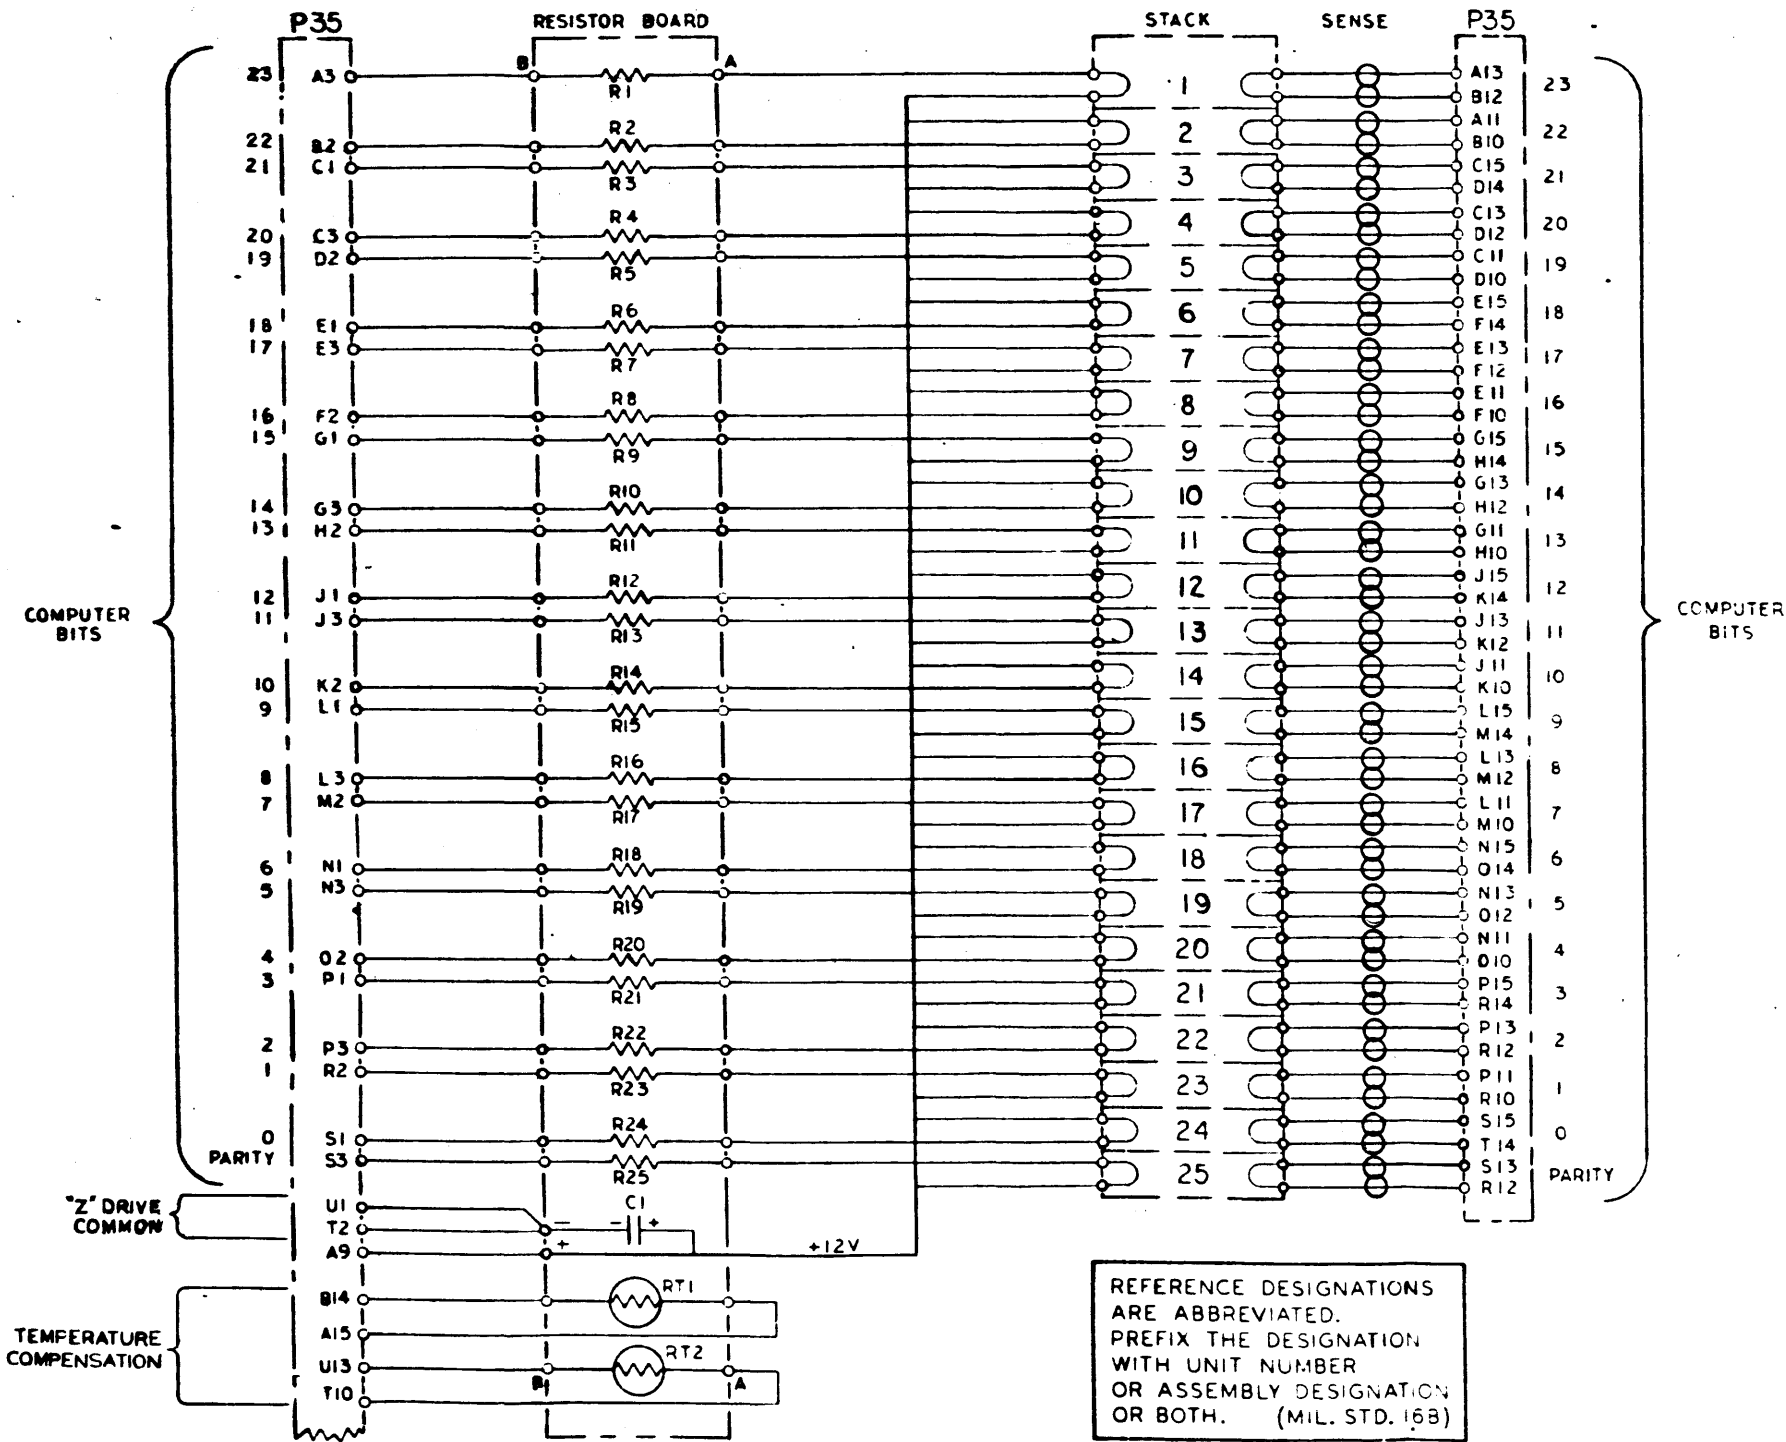 P35 RESISTOR BOARD STACK SENSE P35
B A
23 A3 R1 1 A13 23
B12
22 B2 R2 2 A11 22
B10
21 C1 R3 3 C15 21
D14
20 C3 R4 4 C13 20
D12
19 D2 R5 5 C11 19
D10
18 E1 R6 6 E15 18
F14
17 E3 R7 7 E13 17
F12
16 F2 R8 8 E11 16
F10
15 G1 R9 9 G15 15
H14
14 G3 R10 10 G13 14
H12
13 H2 R11 11 G11 13
H10
12 J1 R12 12 J15 12
K14
11 J3 R13 13 J13 11
K12
10 K2 R14 14 J11 10
K10
9 L1 R15 15 L15 9
M14
8 L3 R16 16 L13 8
M12
7 M2 R17 17 L11 7
M10
6 N1 R18 18 N15 6
O14
5 N3 R19 19 N13 5
O12
4 O2 R20 20 N11 4
O10
3 P1 R21 21 P15 3
R14
2 P3 R22 22 P13 2
R12
1 R2 R23 23 P11 1
R10
0 S1 R24 24 S15 0
T14
PARITY S3 R25 25 S13 PARITY
R12
COMPUTER
BITS
COMPUTER
BITS
"Z" DRIVE
COMMON
U1 C1
T2 − − +
A9 + +12V
TEMPERATURE
COMPENSATION
B14 RT1
A15
U13 RT2
B A
T10
REFERENCE DESIGNATIONS
ARE ABBREVIATED.
PREFIX THE DESIGNATION
WITH UNIT NUMBER
OR ASSEMBLY DESIGNATION
OR BOTH. (MIL. STD. 16B)